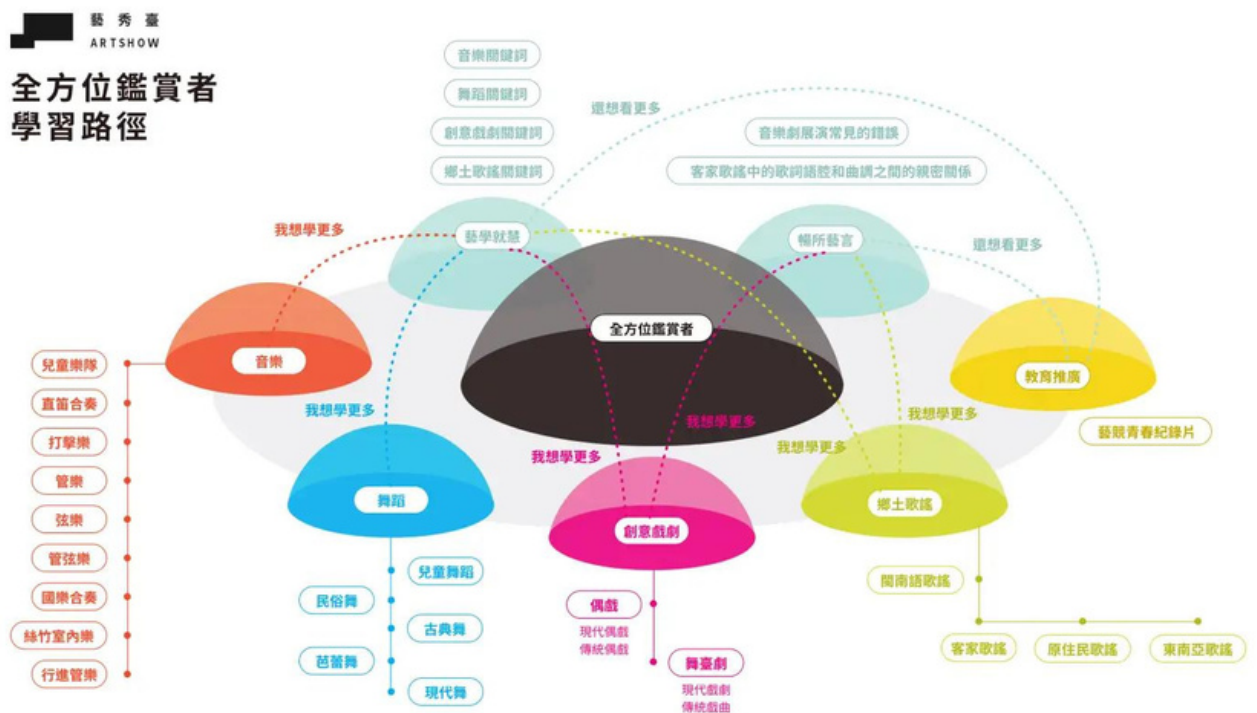 藝秀臺
ARTSHOW
全方位鑑賞者
學習路徑
音樂關鍵詞
舞蹈關鍵詞
創意戲劇關鍵詞
鄉土歌謠關鍵詞
還想看更多
音樂劇展演常見的錯誤
客家歌謠中的歌詞語腔和曲調之間的親密關係
我想學更多
藝學就慧
暢所藝言
還想看更多
全方位鑑賞者
音樂
教育推廣
兒童樂隊
直笛合奏
打擊樂
管樂
弦樂
管弦樂
國樂合奏
絲竹室內樂
行進管樂
我想學更多
我想學更多
我想學更多
我想學更多
我想學更多
藝競青春紀錄片
舞蹈
創意戲劇
鄉土歌謠
兒童舞蹈
民俗舞
古典舞
芭蕾舞
現代舞
偶戲
現代偶戲
傳統偶戲
舞臺劇
現代戲劇
傳統戲曲
閩南語歌謠
客家歌謠
原住民歌謠
東南亞歌謠